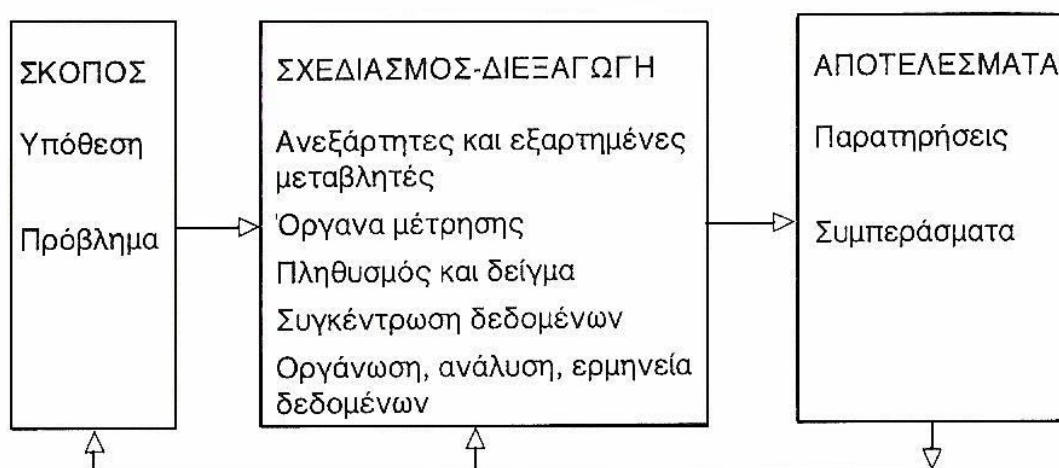 ΣΚΟΠΟΣ
Υπόθεση
Πρόβλημα
ΣΧΕΔΙΑΣΜΟΣ-ΔΙΕΞΑΓΩΓΗ
Ανεξάρτητες και εξαρτημένες
μεταβλητές
Όργανα μέτρησης
Πληθυσμός και δείγμα
Συγκέντρωση δεδομένων
Οργάνωση, ανάλυση, ερμηνεία
δεδομένων
ΑΠΟΤΕΛΕΣΜΑΤΑ
Παρατηρήσεις
Συμπεράσματα